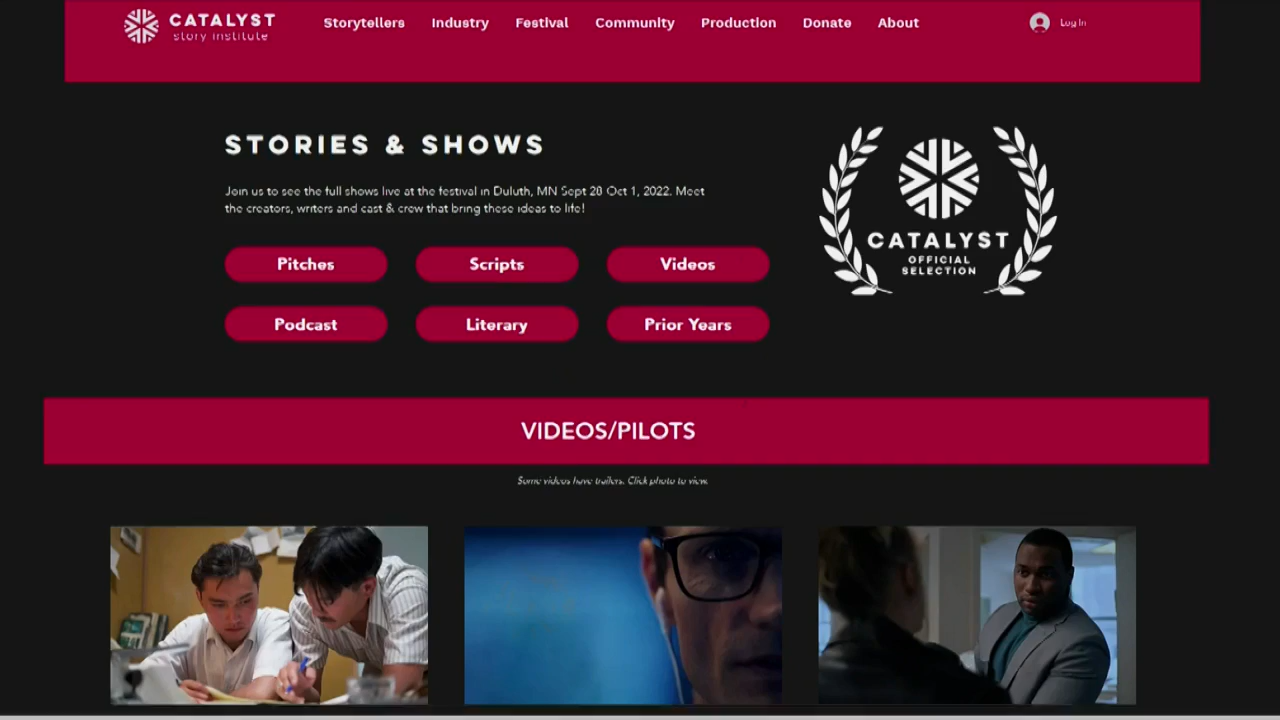 CATALYST
story institute
Storytellers
Industry
Festival
Community
Production
Donate
About
Log In
STORIES & SHOWS
Join us to see the full shows live at the festival in Duluth, MN Sept 28-Oct 1, 2022. Meet
the creators, writers and cast & crew that bring these ideas to life!
Pitches
Scripts
Videos
Podcast
Literary
Prior Years
CATALYST
OFFICIAL
SELECTION
VIDEOS/PILOTS
Some videos have trailers. Click photo to view.